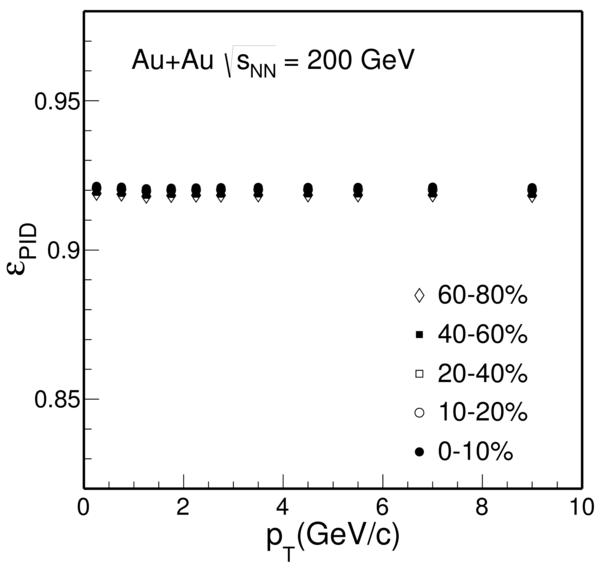 Au+Au √sNN = 200 GeV
0.95
0.9
0.85
εPID
60-80%
40-60%
20-40%
10-20%
0-10%
0 2 4 6 8 10
pT(GeV/c)